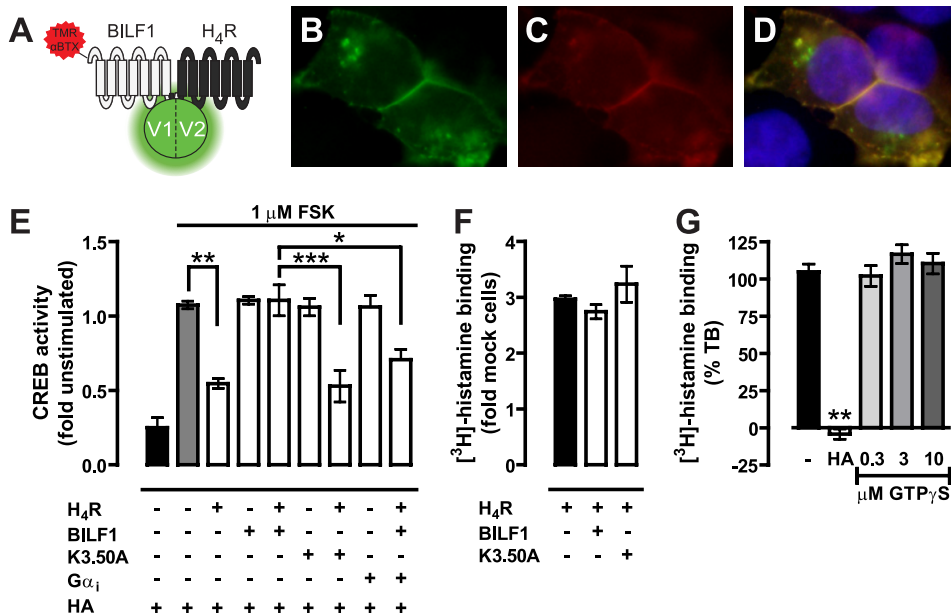 A
TMR
αBTX
BILF1
H4R
V1 V2
B
C
D
E
1 µM FSK
**
***
*
CREB activity
(fold unstimulated)
1.5
1.0
0.5
0.0
H4R - - + - + - + - +
BILF1 - - - + + - - - +
K3.50A - - - - - + + - -
Gαi - - - - - - - + +
HA + + + + + + + + +
F
[3H]-histamine binding
(fold mock cells)
4
3
2
1
0
H4R + + +
BILF1 - + -
K3.50A - - +
G
[3H]-histamine binding
(% TB)
125
100
75
50
25
0
-25
**
- HA 0.3 3 10
µM GTPγS